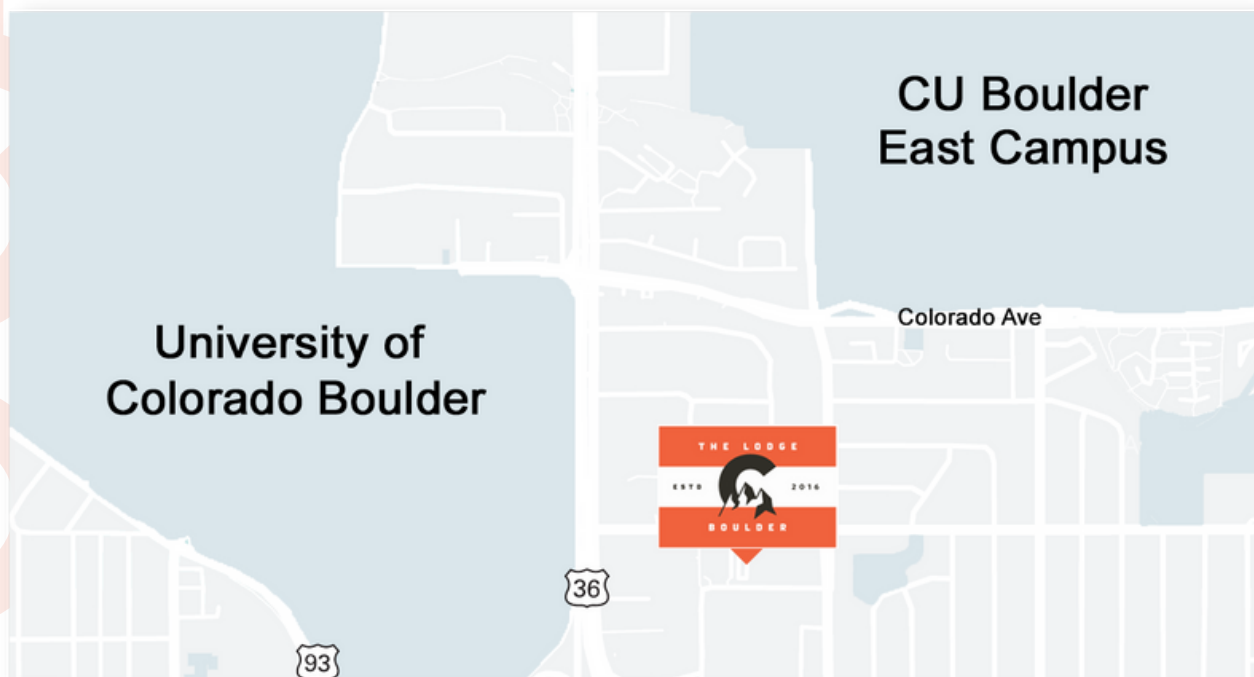 CU Boulder
East Campus
Colorado Ave
University of
Colorado Boulder
THE LODGE
ESTD 2016
BOULDER
36
93